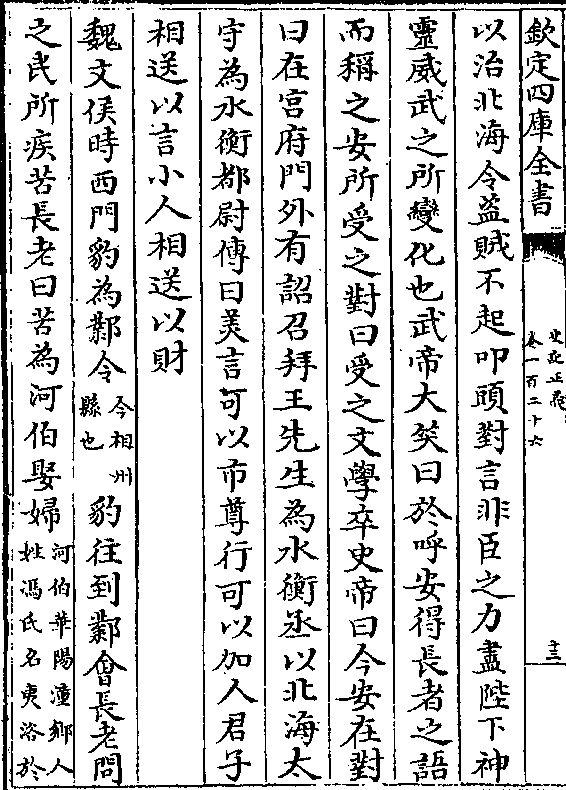 欽定四庫全書
史記正義
卷一百二十六
十三
以治北海令盗賊不起叩頭對言非臣之力盡陛下神
靈威武之所變化也武帝大笑曰於呼安得長者之語
而稱之安所受之對曰受之文學卒史帝曰今安在對
曰在宫府門外有詔召拜王先生為水衡丞以北海太
守為水衡都尉傳曰美言可以市尊行可以加人君子
相送以言小人相送以財
魏文侯時西門豹為鄴令今相州縣也豹往到鄴會長老問
之民所疾苦長老曰苦為河伯娶婦河伯華陽潼鄉人姓馮氏名夷浴於